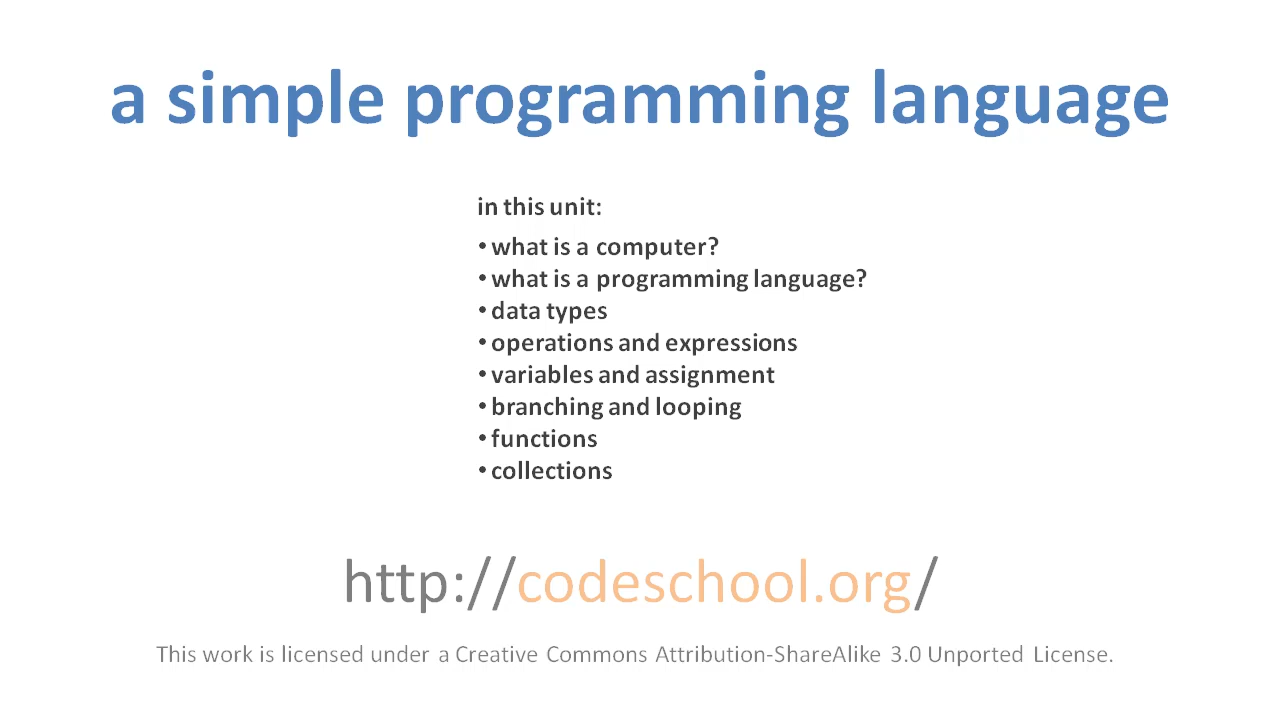 a simple programming language
in this unit:
• what is a computer?
• what is a programming language?
• data types
• operations and expressions
• variables and assignment
• branching and looping
• functions
• collections
http://codeschool.org/
This work is licensed under a Creative Commons Attribution-ShareAlike 3.0 Unported License.